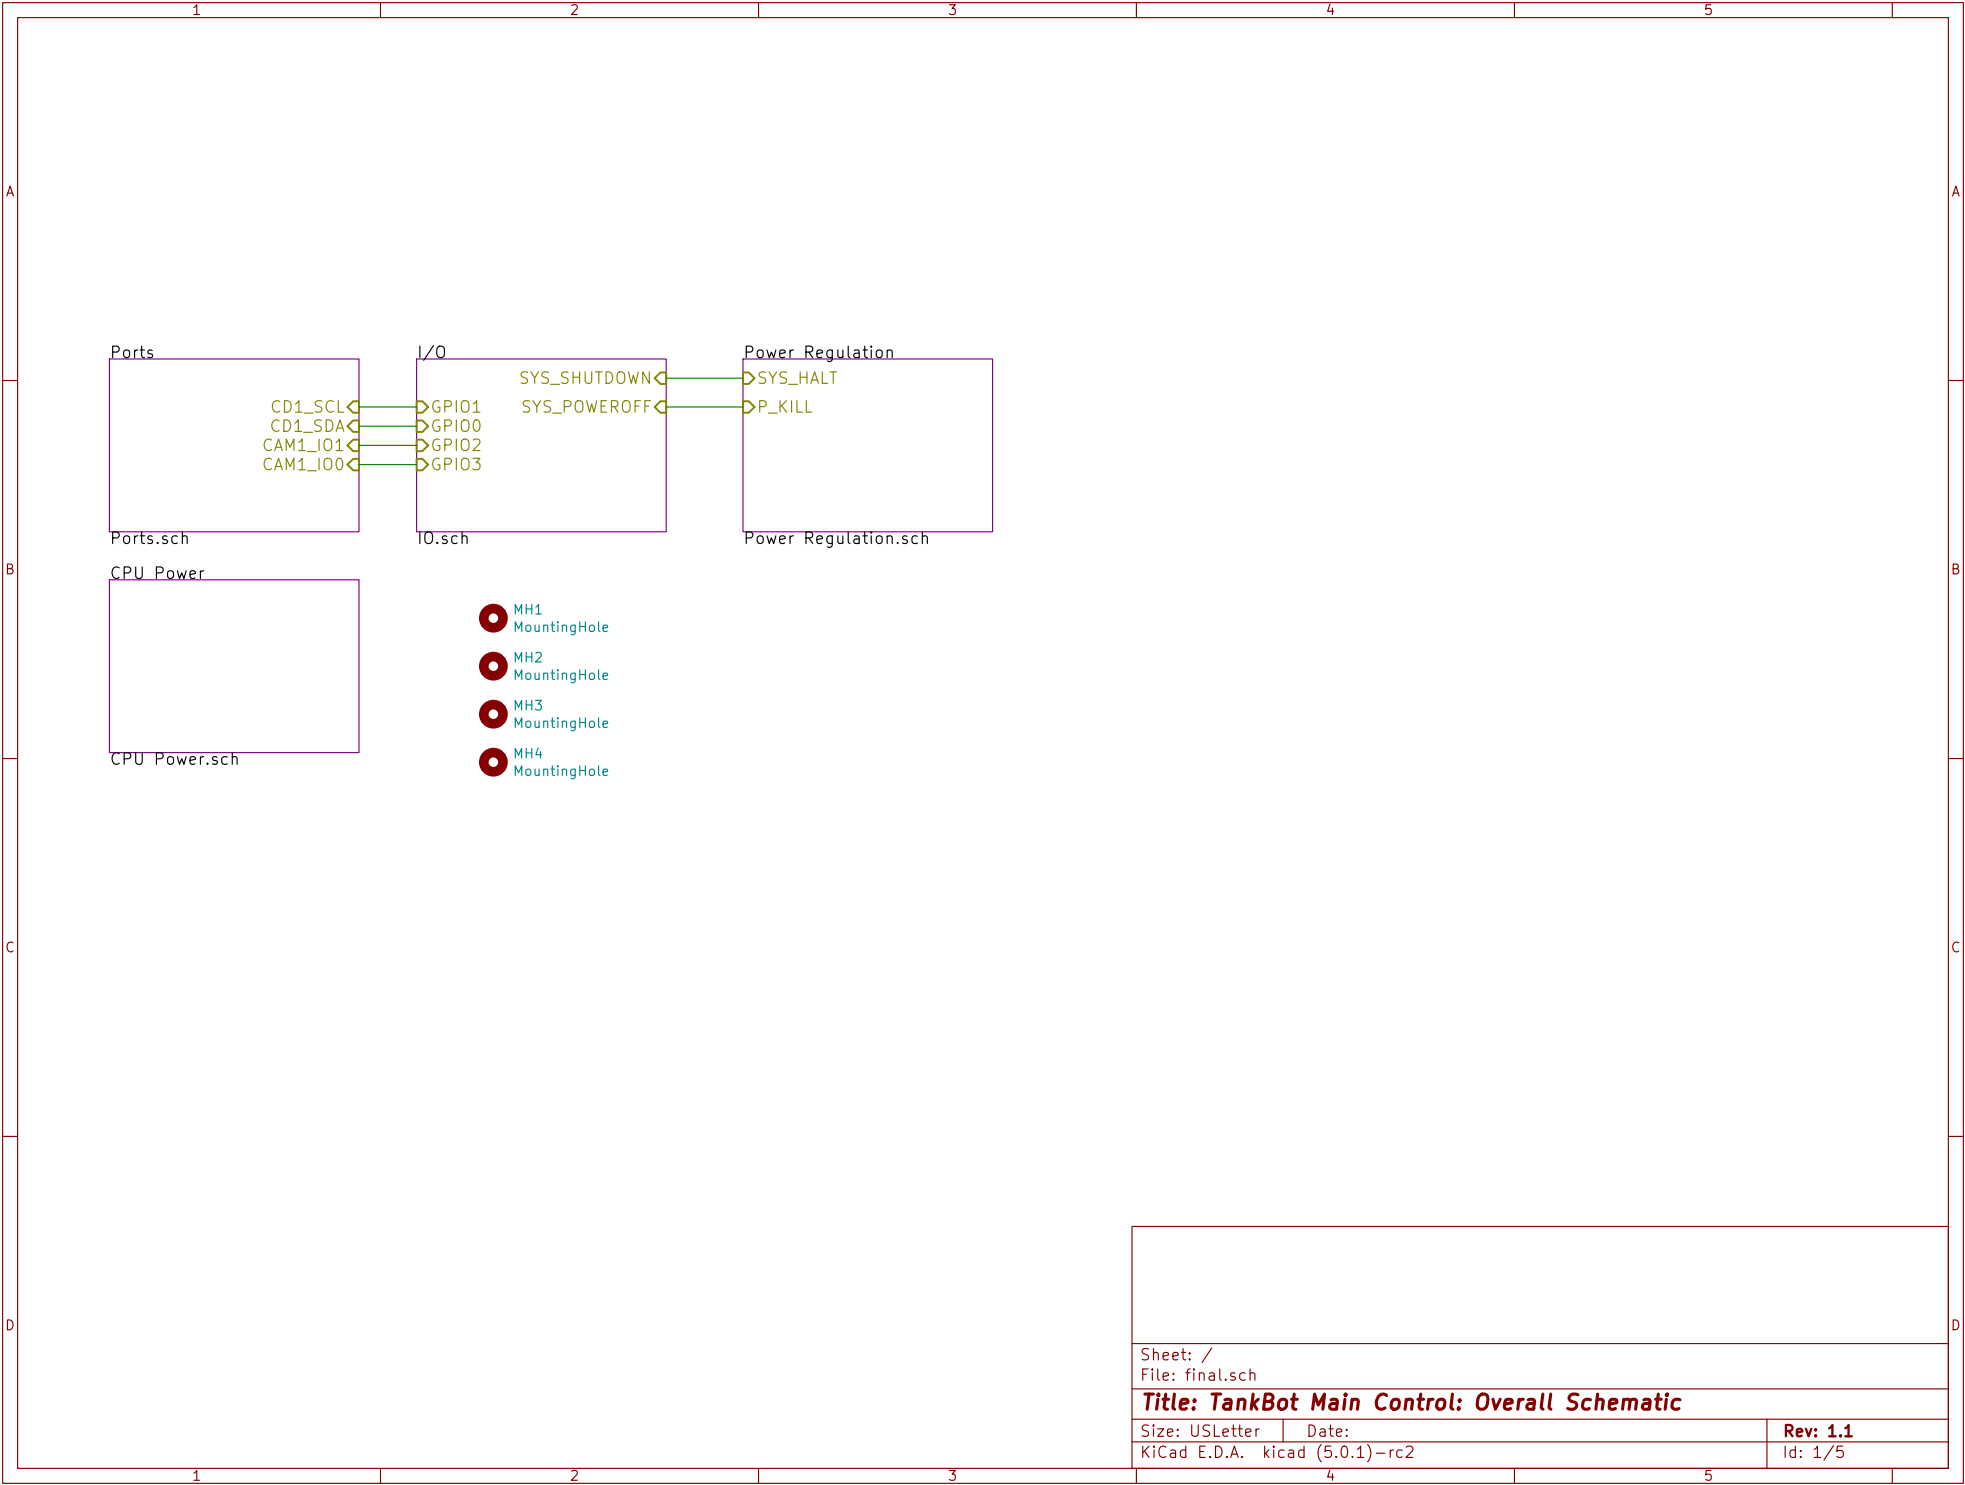 1 2 3 4 5
A A
Ports I/O Power Regulation
SYS_SHUTDOWN SYS_HALT
CD1_SCL GPIO1 SYS_POWEROFF P_KILL
CD1_SDA GPIO0
CAM1_IO1 GPIO2
CAM1_IO0 GPIO3
Ports.sch IO.sch Power Regulation.sch
B B
CPU Power
MH1
MountingHole
MH2
MountingHole
MH3
MountingHole
MH4
MountingHole
CPU Power.sch
C C
D D
Sheet: /
File: final.sch
Title: TankBot Main Control: Overall Schematic
Size: USLetter Date: Rev: 1.1
KiCad E.D.A. kicad (5.0.1)-rc2 Id: 1/5
1 2 3 4 5